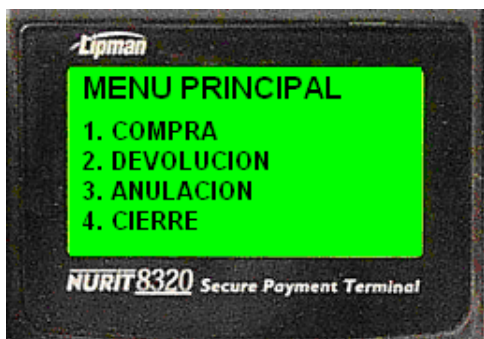 Lipman
MENU PRINCIPAL
1. COMPRA
2. DEVOLUCION
3. ANULACION
4. CIERRE
NURIT 8320 Secure Payment Terminal